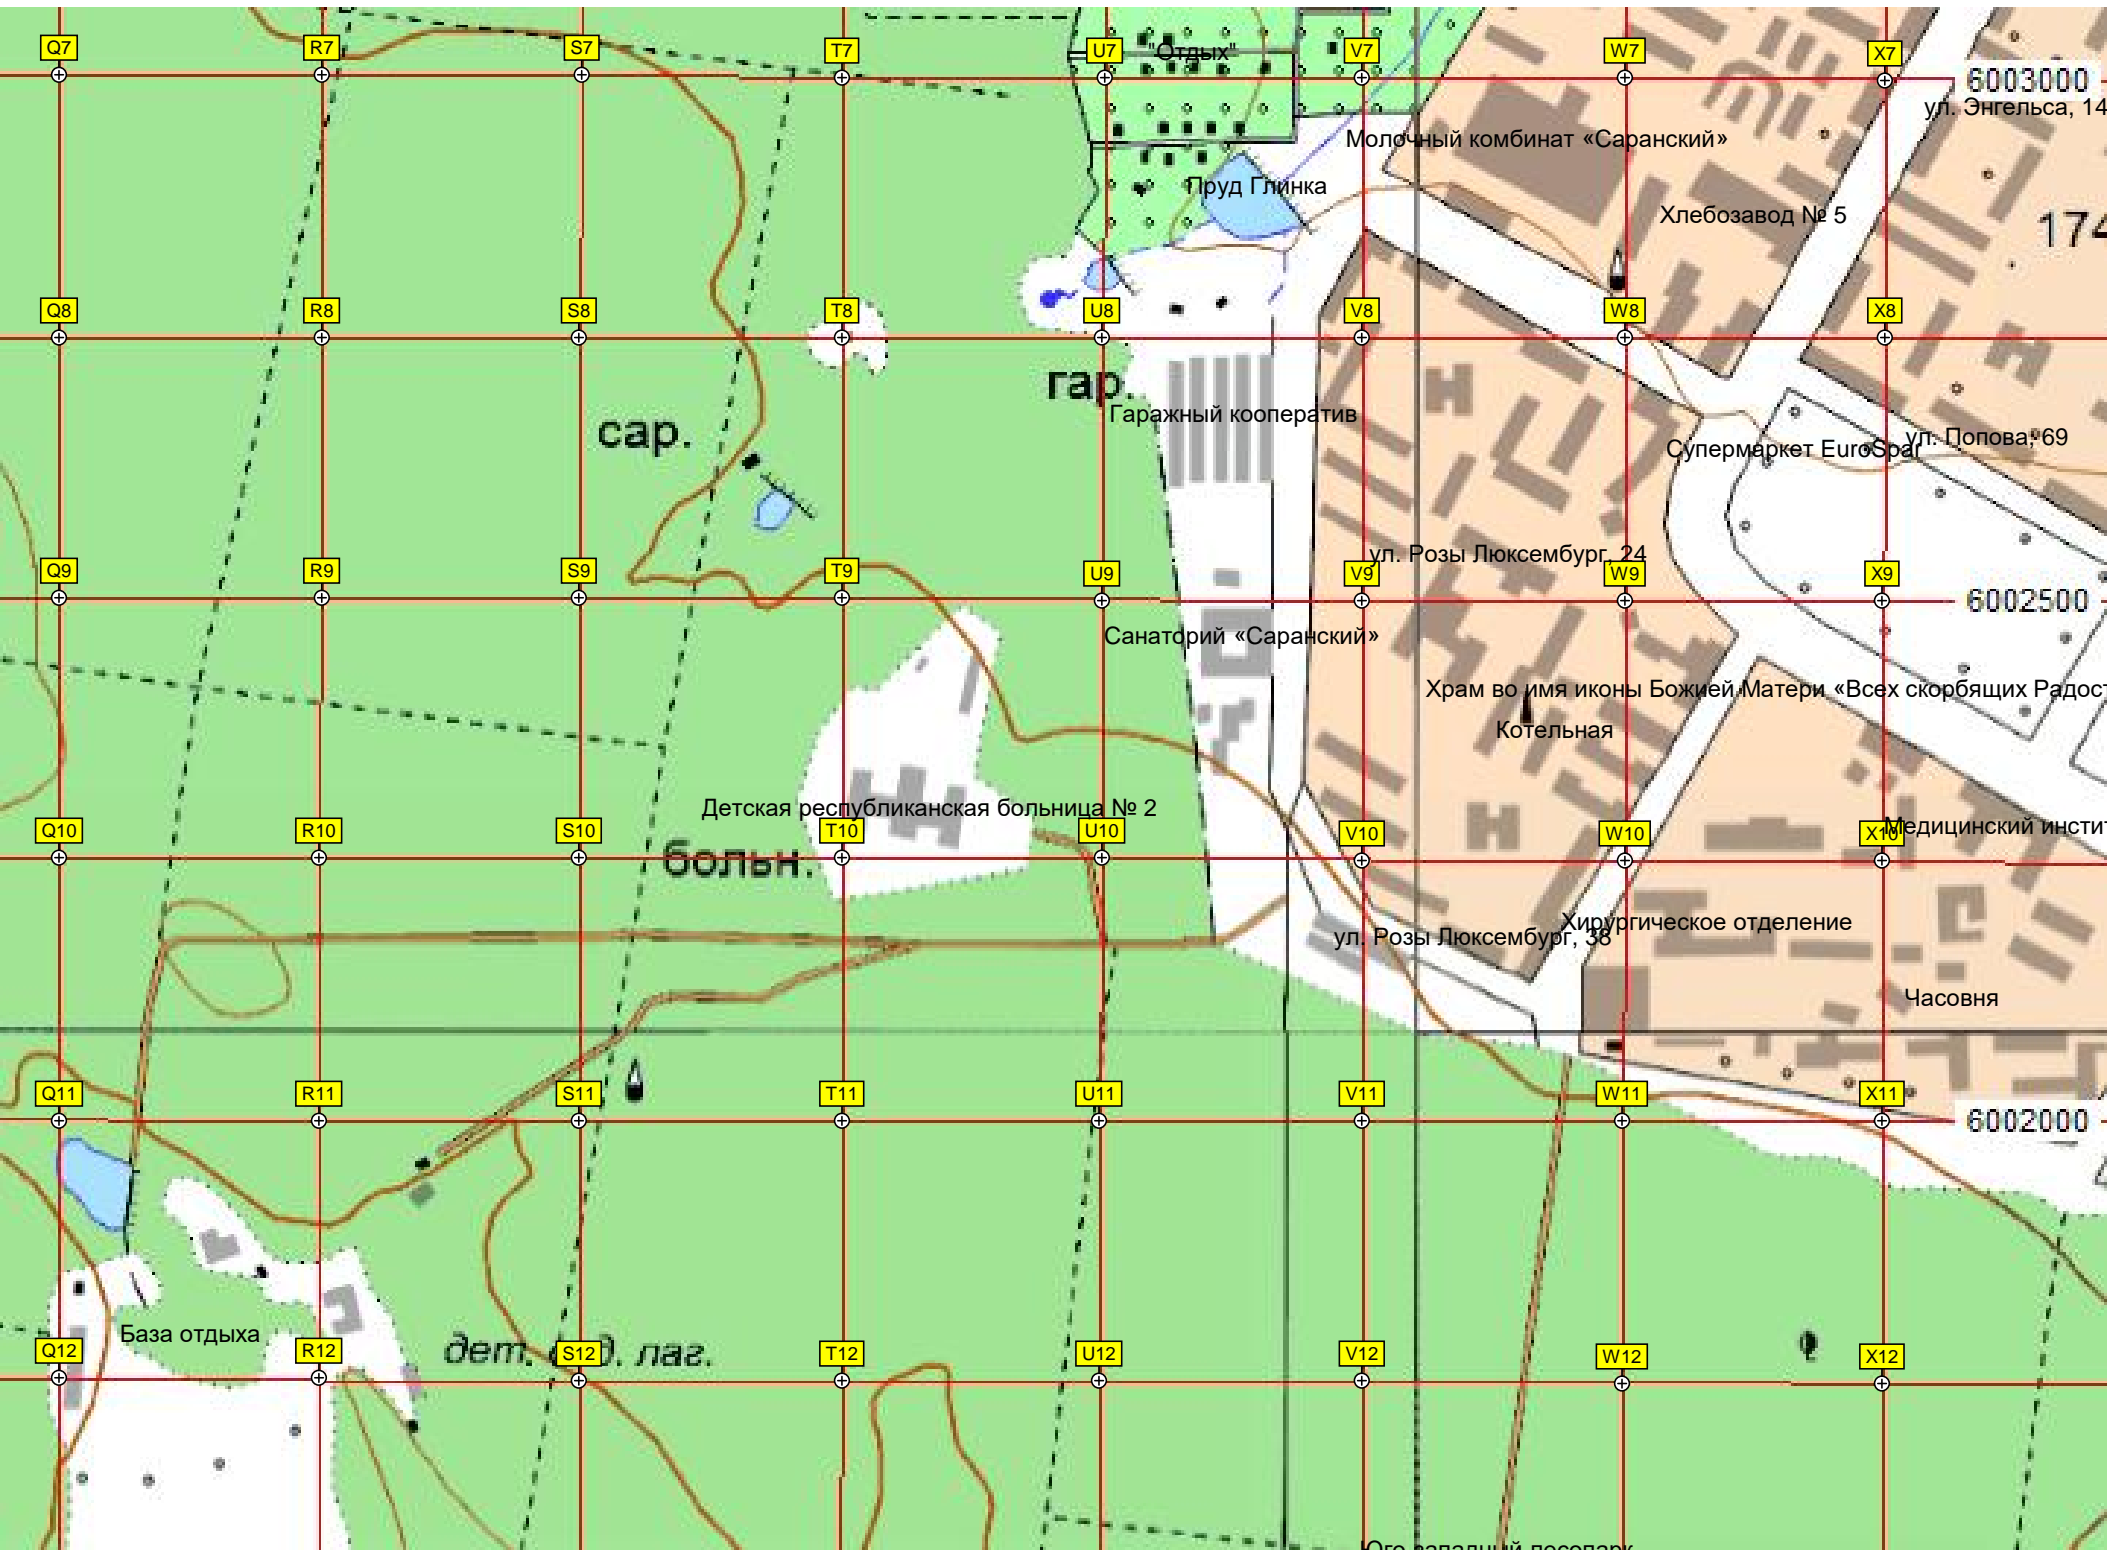 Q7 R7 S7 T7 U7 "Отдых" V7 W7 X7
6003000
ул. Энгельса, 14
Молочный комбинат «Саранский»
Пруд Глинка
Хлебозавод № 5
174
Q8 R8 S8 T8 U8 V8 W8 X8
гар.
Гаражный кооператив
сар.
ул. Попова, 69
Супермаркет EuroSpar
ул. Розы Люксембург, 24
Q9 R9 S9 T9 U9 V9 W9 X9
6002500
Санаторий «Саранский»
Храм во имя иконы Божией Матери «Всех скорбящих Радост
Котельная
Детская республиканская больница № 2
Q10 R10 S10 T10 U10 V10 W10 X10
Медицинский инстит
больн.
Хирургическое отделение
ул. Розы Люксембург, 38
Часовня
Q11 R11 S11 T11 U11 V11 W11 X11
6002000
База отдыха
дет. д. лаг.
Q12 R12 S12 T12 U12 V12 W12 X12
Юго-западный лесопарк